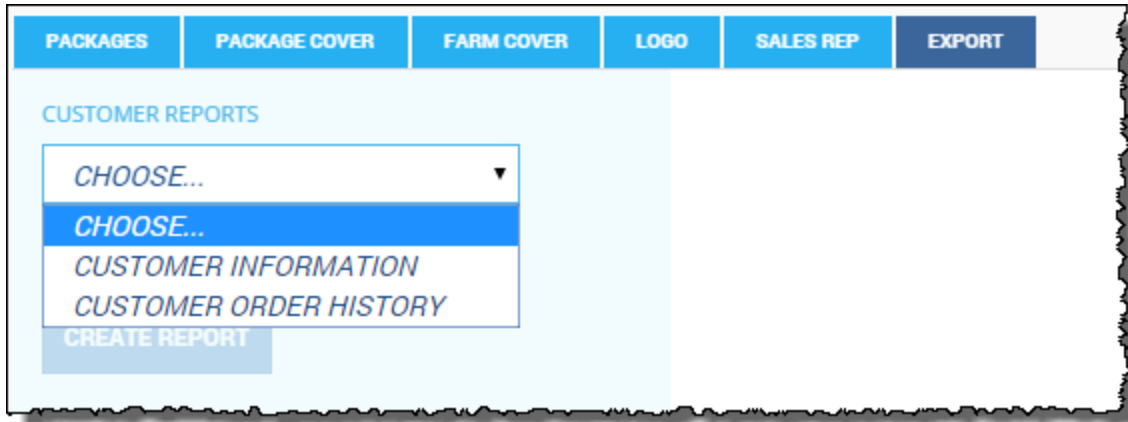 PACKAGES PACKAGE COVER FARM COVER LOGO SALES REP EXPORT
CUSTOMER REPORTS
CHOOSE...
CHOOSE...
CUSTOMER INFORMATION
CUSTOMER ORDER HISTORY
CREATE REPORT